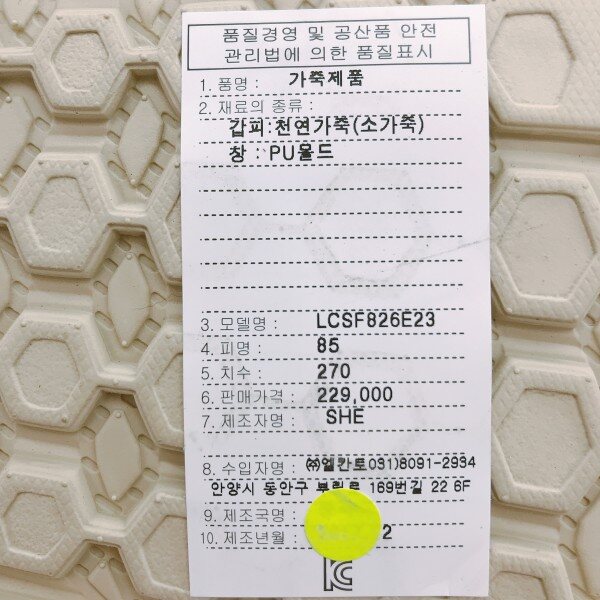 품질경영 및 공산품 안전
관리법에 의한 품질표시
1. 품명 : 가죽제품
2. 재료의 종류 :
갑피:천연가죽(소가죽)
창 : PU몰드
3. 모델명 : LCSF826E23
4. 피명 : 85
5. 치수 : 270
6. 판매가격 : 229,000
7. 제조자명 : SHE
8. 수입자명 : ㈜엘칸토031)8091-2934
안양시 동안구 169번길 22 6F
9. 제조국명 :
10. 제조년월 : 2